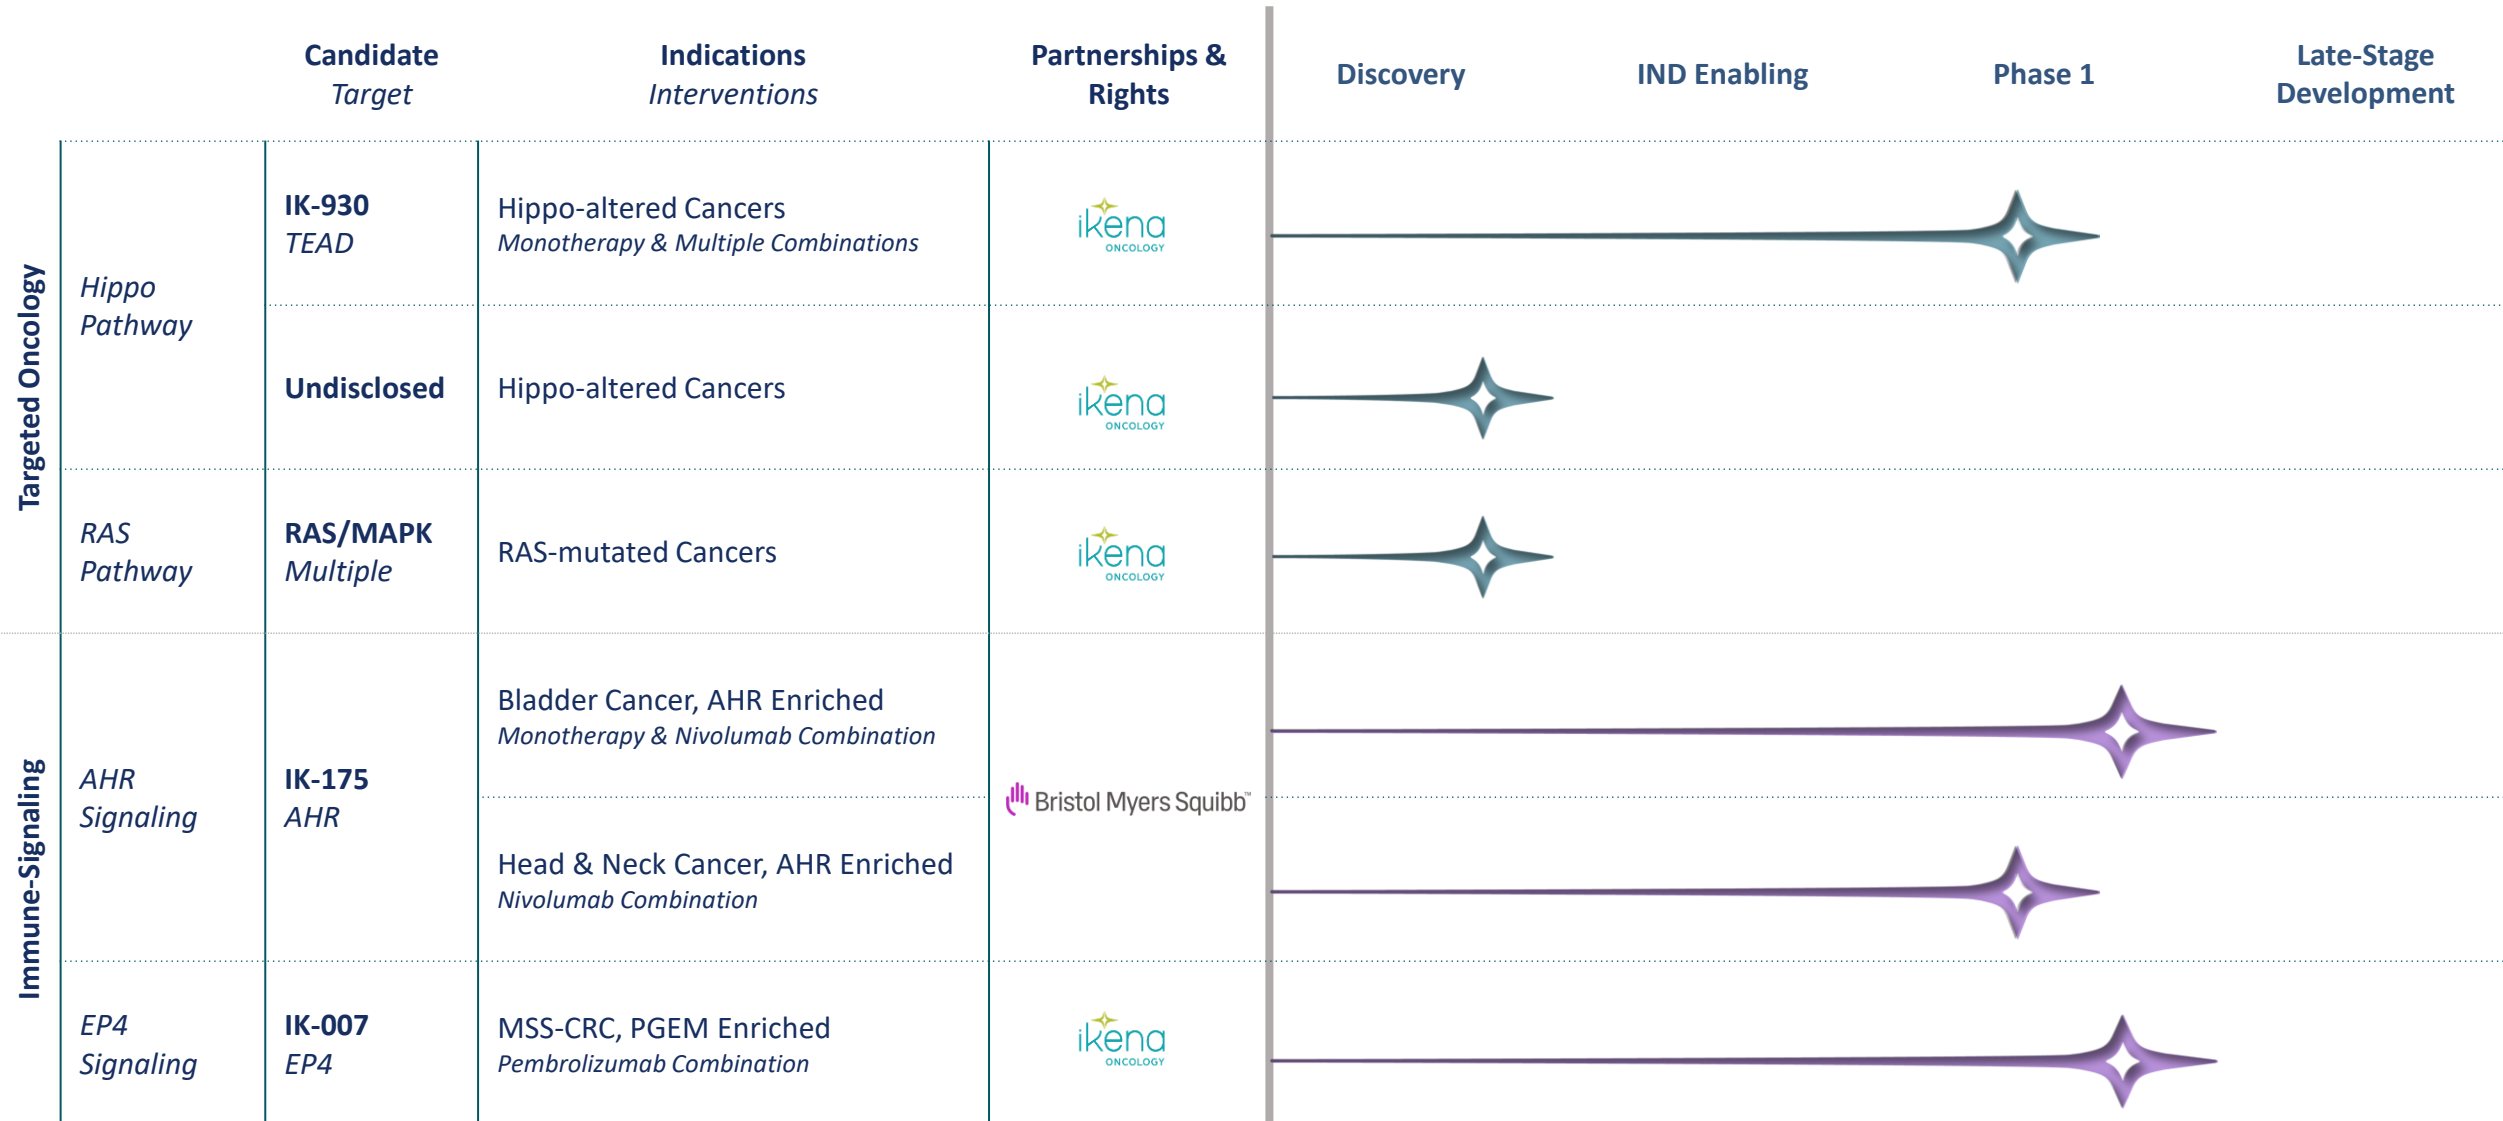 Candidate
Target
Indications
Interventions
Partnerships &
Rights
Discovery
IND Enabling
Phase 1
Late-Stage
Development
Targeted Oncology
Hippo
Pathway
IK-930
TEAD
Hippo-altered Cancers
Monotherapy & Multiple Combinations
ikena
ONCOLOGY
Undisclosed
Hippo-altered Cancers
ikena
ONCOLOGY
RAS
Pathway
RAS/MAPK
Multiple
RAS-mutated Cancers
ikena
ONCOLOGY
Immune-Signaling
AHR
Signaling
IK-175
AHR
Bladder Cancer, AHR Enriched
Monotherapy & Nivolumab Combination
Bristol Myers Squibb™
Head & Neck Cancer, AHR Enriched
Nivolumab Combination
EP4
Signaling
IK-007
EP4
MSS-CRC, PGEM Enriched
Pembrolizumab Combination
ikena
ONCOLOGY